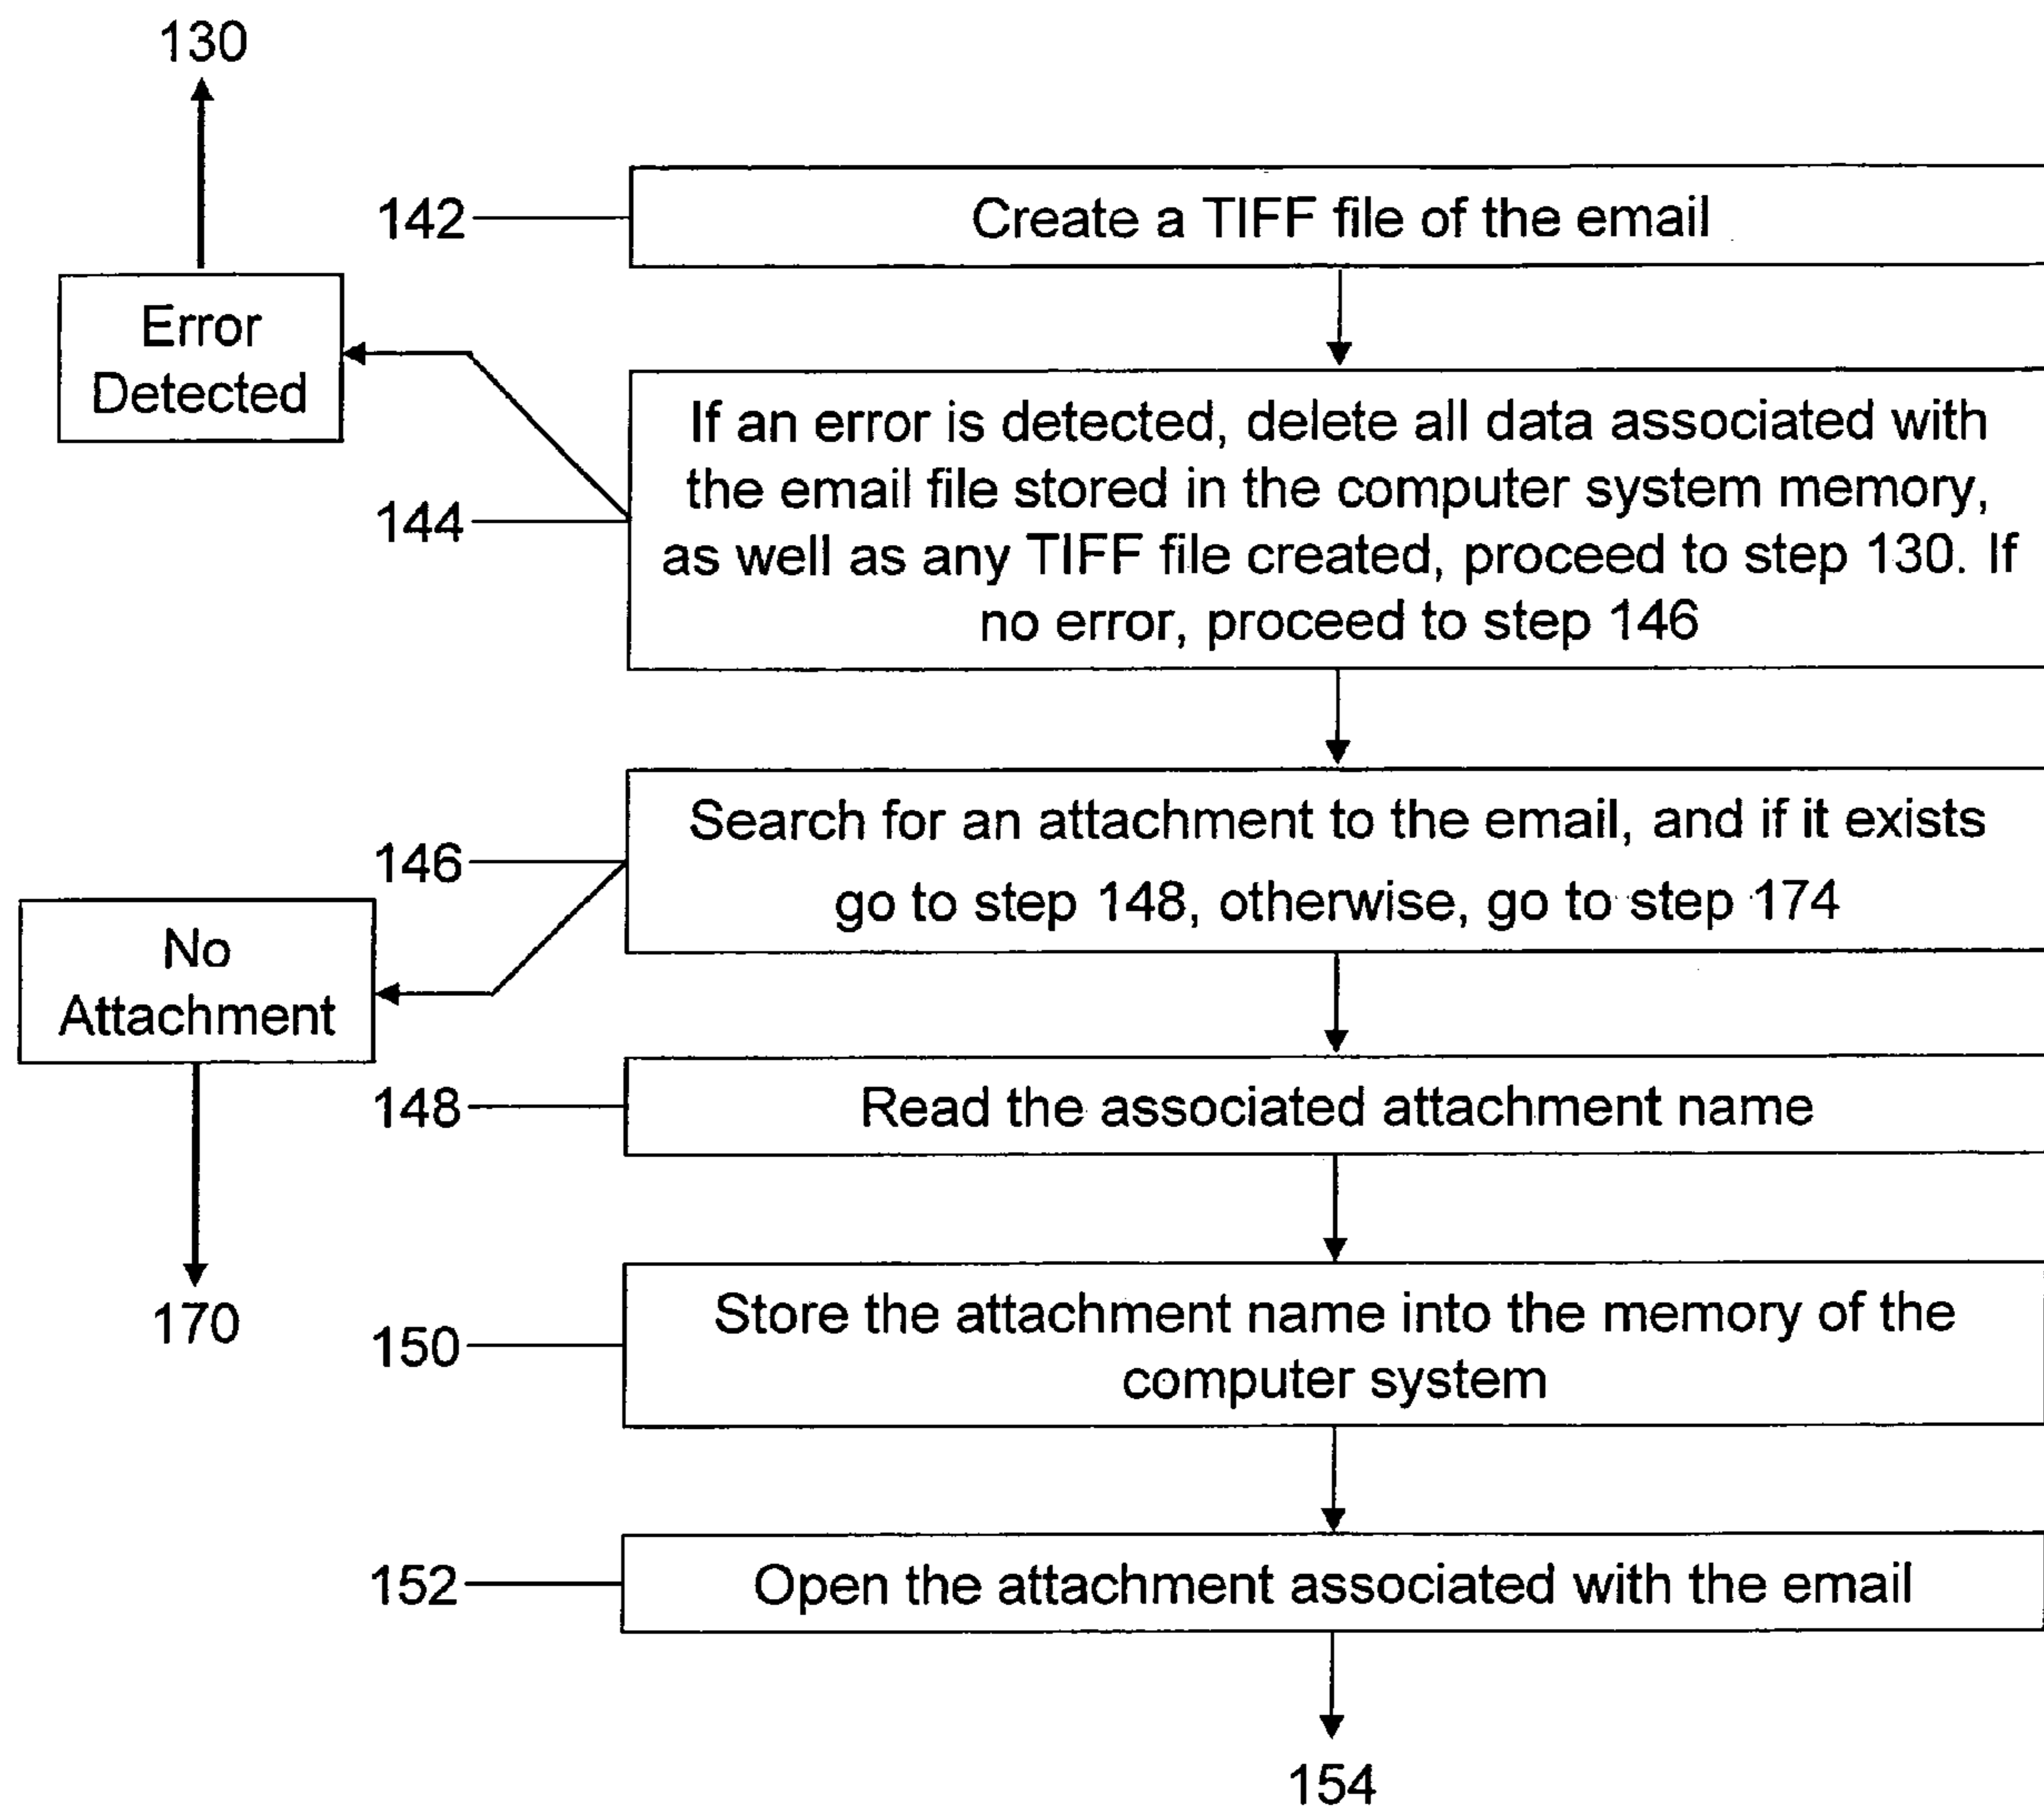 130
142
Create a TIFF file of the email
Error
Detected
144
If an error is detected, delete all data associated with
the email file stored in the computer system memory,
as well as any TIFF file created, proceed to step 130. If
no error, proceed to step 146
146
Search for an attachment to the email, and if it exists
go to step 148, otherwise, go to step 174
No
Attachment
148
Read the associated attachment name
170
150
Store the attachment name into the memory of the
computer system
152
Open the attachment associated with the email
154